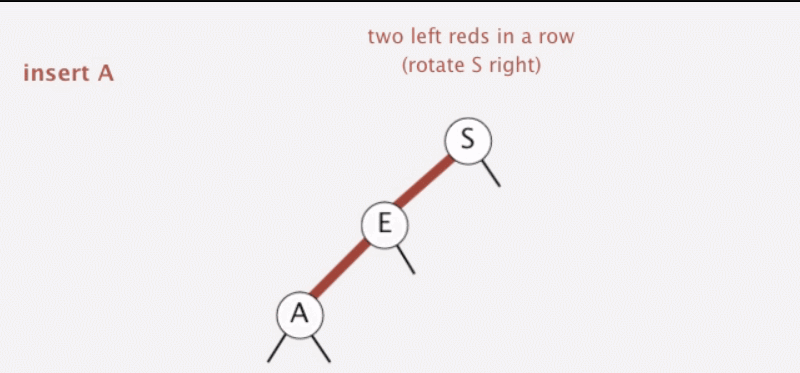 two left reds in a row
(rotate S right)
insert A
S
E
A